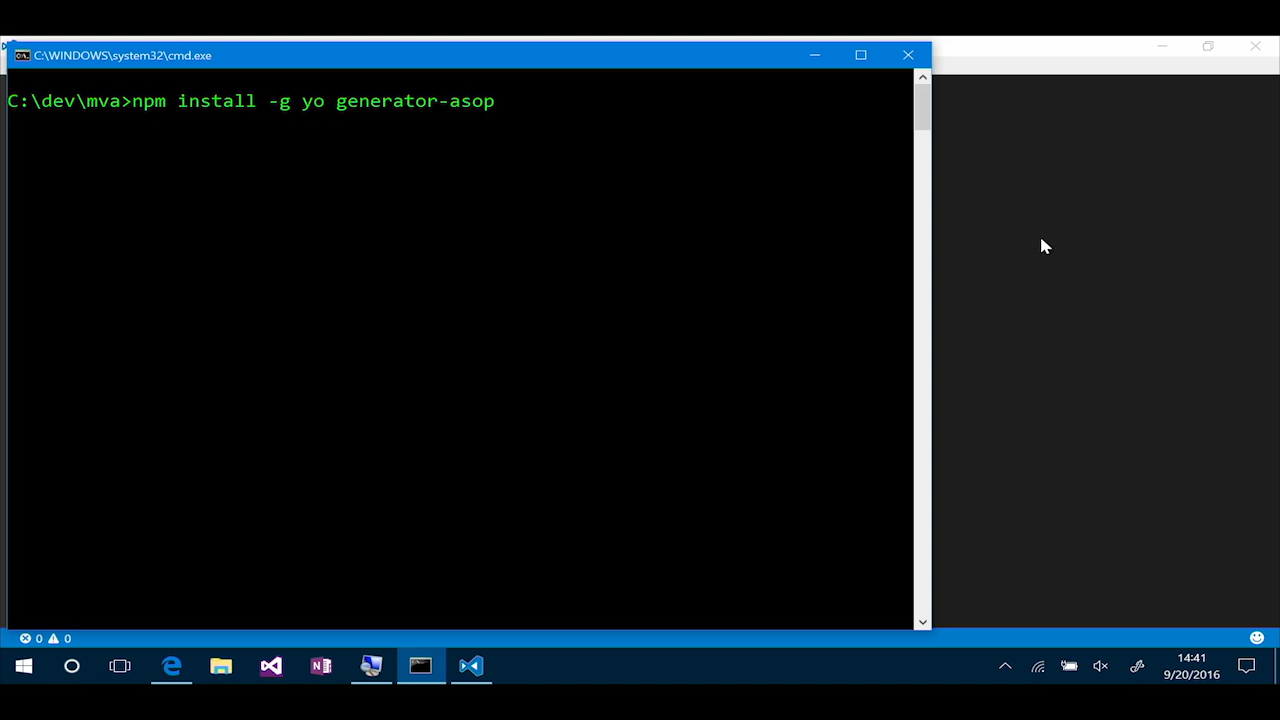 C:\WINDOWS\system32\cmd.exe
C:\dev\mva>npm install -g yo generator-asop
0 0
14:41
9/20/2016